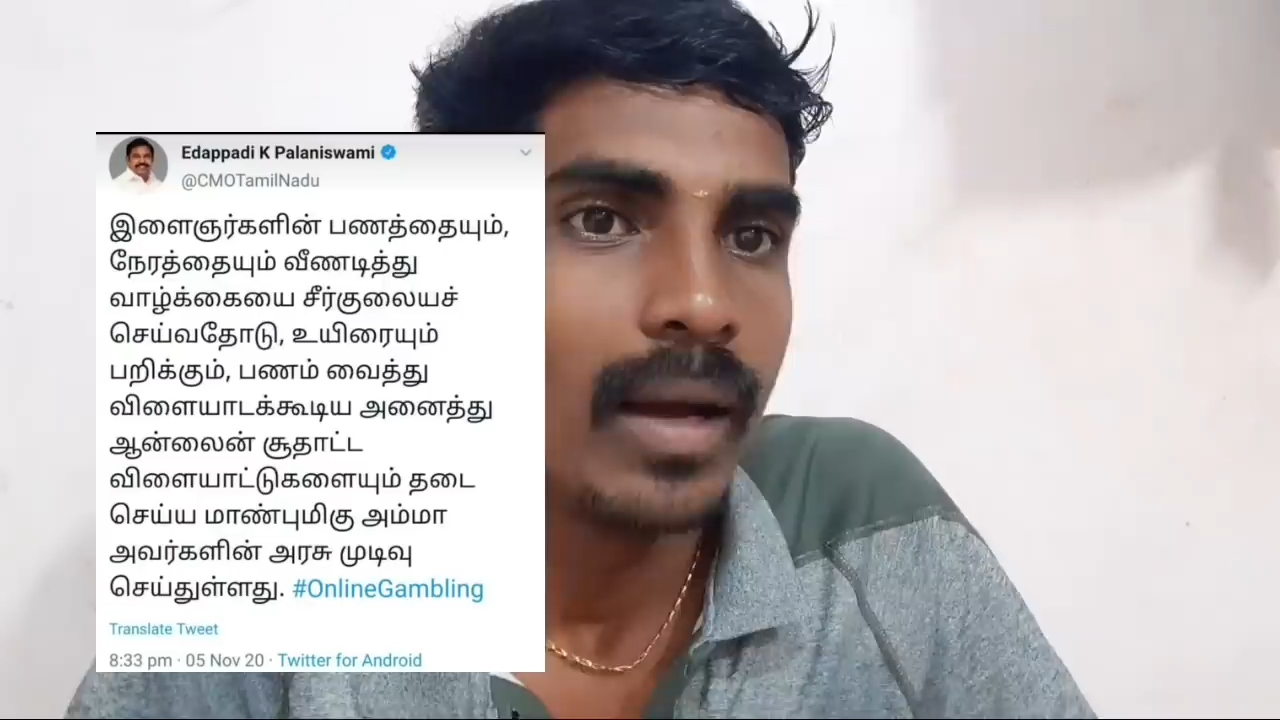 Edappadi K Palaniswami
@CMOTamilNadu
இளைஞர்களின் பணத்தையும்,
நேரத்தையும் வீணடித்து
வாழ்க்கையை சீர்குலையச்
செய்வதோடு, உயிரையும்
பறிக்கும், பணம் வைத்து
விளையாடக்கூடிய அனைத்து
ஆன்லைன் சூதாட்ட
விளையாட்டுகளையும் தடை
செய்ய மாண்புமிகு அம்மா
அவர்களின் அரசு முடிவு
செய்துள்ளது. #OnlineGambling
Translate Tweet
8:33 pm · 05 Nov 20 · Twitter for Android